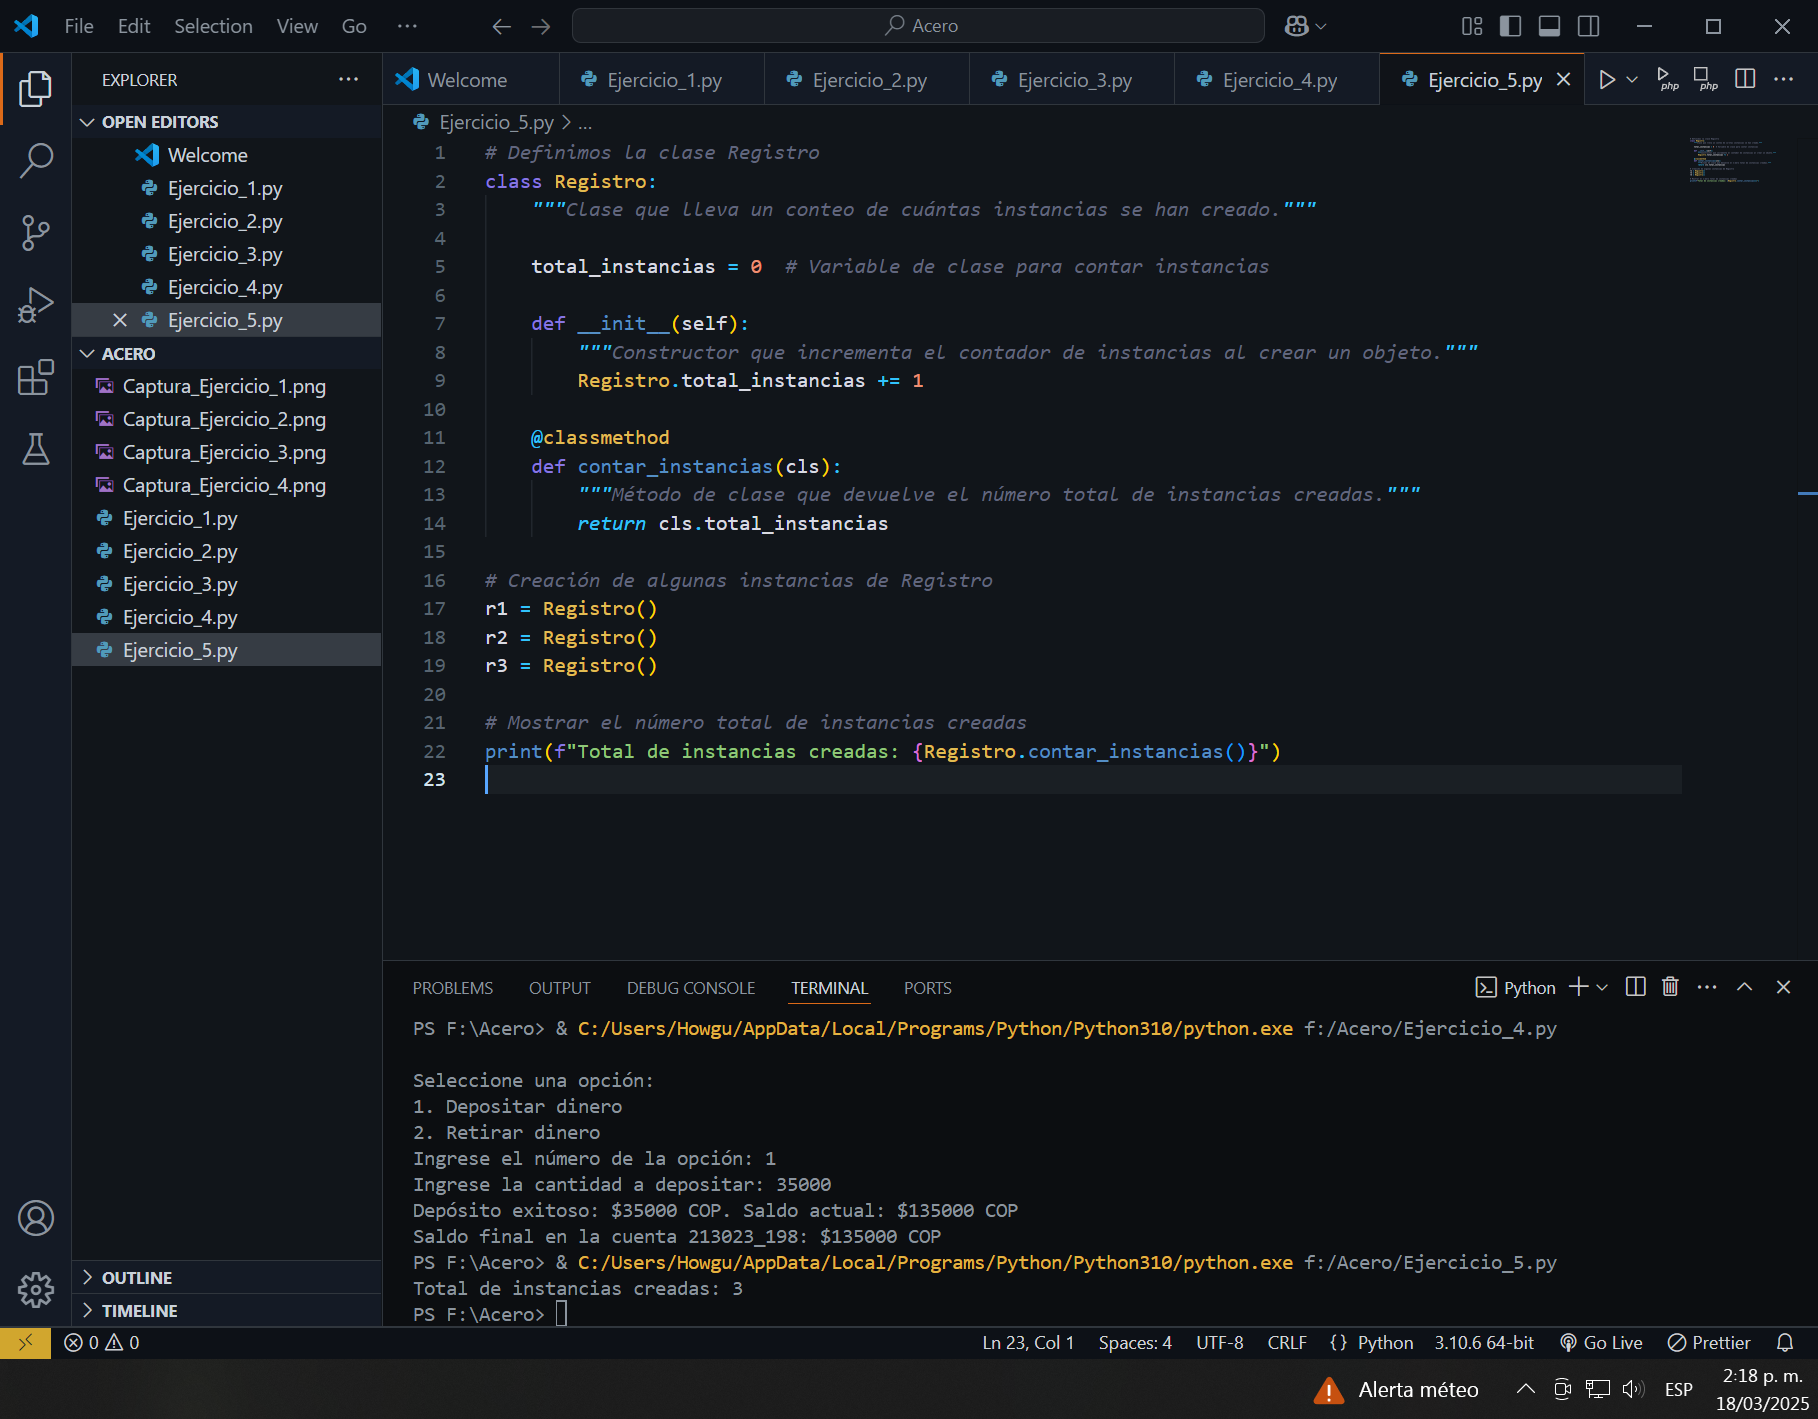 File Edit Selection View Go ··· Acero
EXPLORER ···
OPEN EDITORS
Welcome
Ejercicio_1.py
Ejercicio_2.py
Ejercicio_3.py
Ejercicio_4.py
Ejercicio_5.py
ACERO
Captura_Ejercicio_1.png
Captura_Ejercicio_2.png
Captura_Ejercicio_3.png
Captura_Ejercicio_4.png
Ejercicio_1.py
Ejercicio_2.py
Ejercicio_3.py
Ejercicio_4.py
Ejercicio_5.py
OUTLINE
TIMELINE
Welcome Ejercicio_1.py Ejercicio_2.py Ejercicio_3.py Ejercicio_4.py Ejercicio_5.py php php ···
Ejercicio_5.py > ...
1 # Definimos la clase Registro
2 class Registro:
3 """Clase que lleva un conteo de cuántas instancias se han creado."""
4
5 total_instancias = 0 # Variable de clase para contar instancias
6
7 def __init__(self):
8 """Constructor que incrementa el contador de instancias al crear un objeto."""
9 Registro.total_instancias += 1
10
11 @classmethod
12 def contar_instancias(cls):
13 """Método de clase que devuelve el número total de instancias creadas."""
14 return cls.total_instancias
15
16 # Creación de algunas instancias de Registro
17 r1 = Registro()
18 r2 = Registro()
19 r3 = Registro()
20
21 # Mostrar el número total de instancias creadas
22 print(f"Total de instancias creadas: {Registro.contar_instancias()}")
23
PROBLEMS OUTPUT DEBUG CONSOLE TERMINAL PORTS Python ···
PS F:\Acero> & C:/Users/Howgu/AppData/Local/Programs/Python/Python310/python.exe f:/Acero/Ejercicio_4.py
Seleccione una opción:
1. Depositar dinero
2. Retirar dinero
Ingrese el número de la opción: 1
Ingrese la cantidad a depositar: 35000
Depósito exitoso: $35000 COP. Saldo actual: $135000 COP
Saldo final en la cuenta 213023_198: $135000 COP
PS F:\Acero> & C:/Users/Howgu/AppData/Local/Programs/Python/Python310/python.exe f:/Acero/Ejercicio_5.py
Total de instancias creadas: 3
PS F:\Acero>
0 0 Ln 23, Col 1 Spaces: 4 UTF-8 CRLF {} Python 3.10.6 64-bit Go Live Prettier
Alerta méteo ESP 2:18 p. m.
18/03/2025